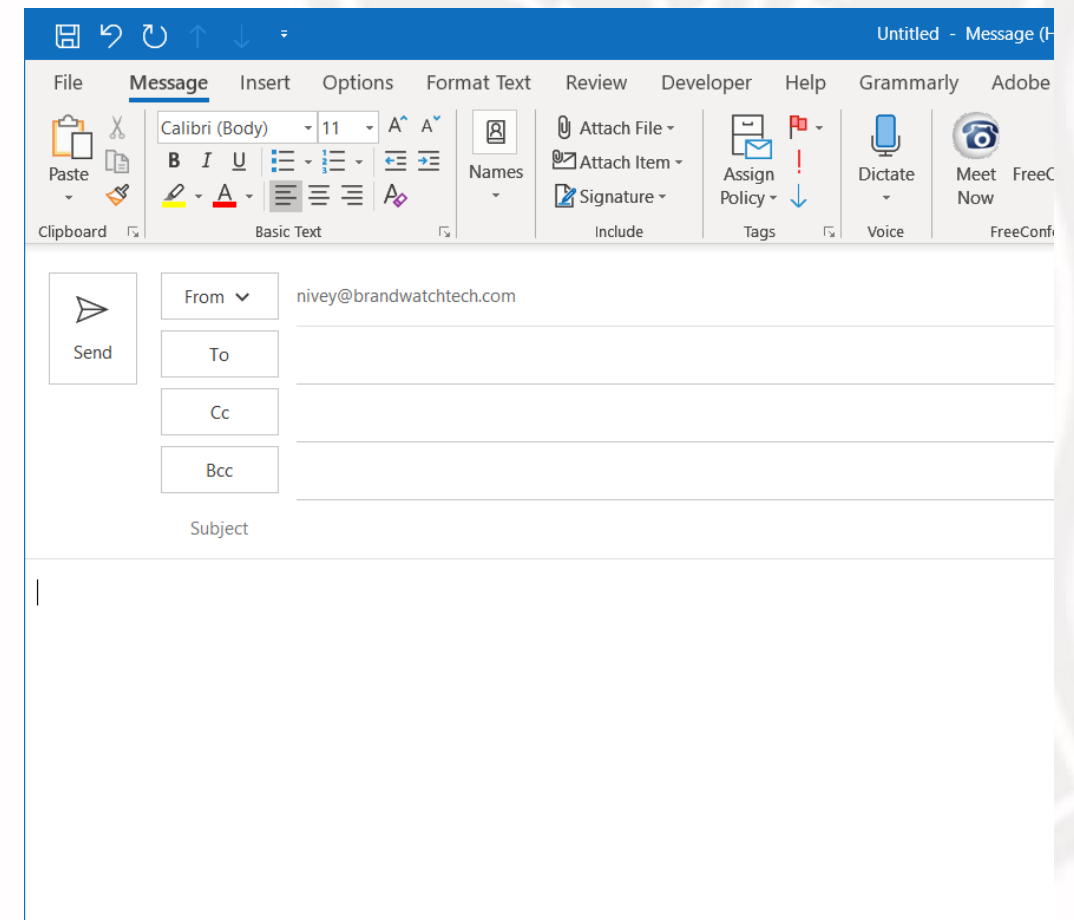 Untitled - Message (H
File Message Insert Options Format Text Review Developer Help Grammarly Adobe
Calibri (Body) 11 A A
Attach File
B I U
Attach Item
Paste
Names
Assign
Policy
Dictate
Meet
Now
FreeC
A
Signature
A
Clipboard Basic Text Include Tags Voice FreeConf
From nivey@brandwatchtech.com
Send
To
Cc
Bcc
Subject